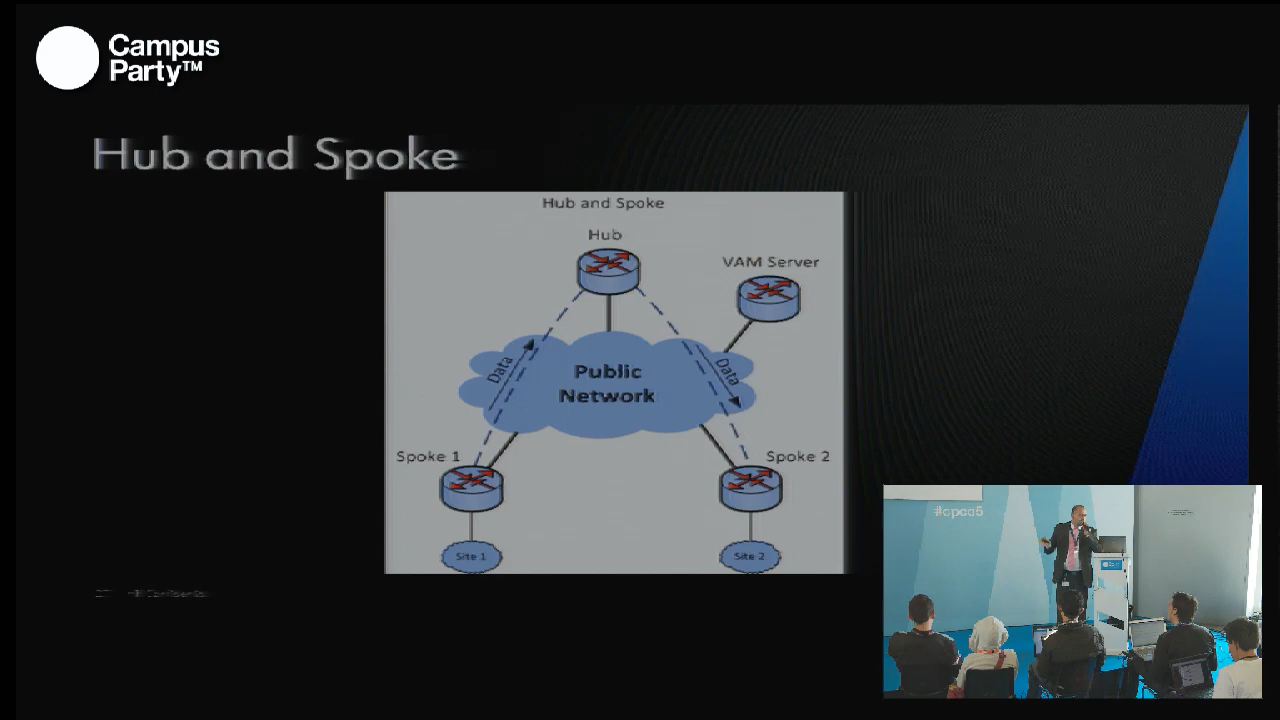 Campus
Party™
Hub and Spoke
Hub and Spoke
Hub
VAM Server
Data
Public
Network
Data
Spoke 1
Spoke 2
Site 1
Site 2
#cpco5